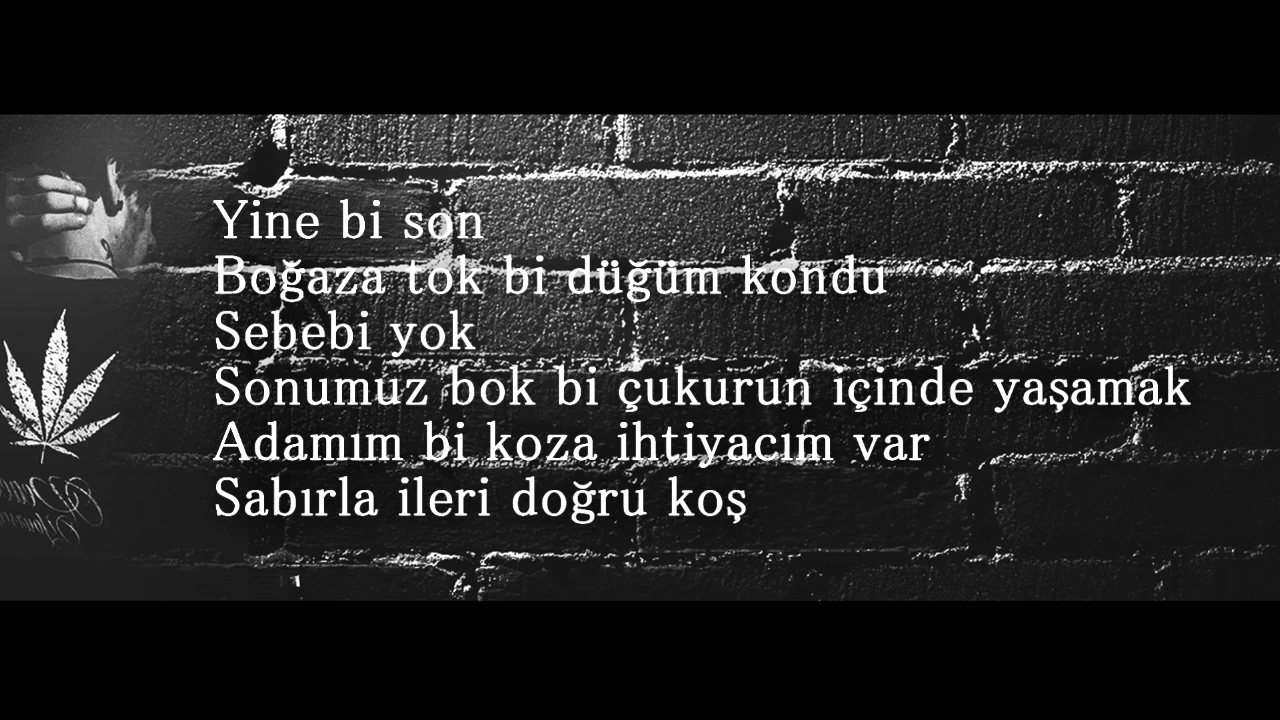 Yine bi son
Boğaza tok bi düğüm kondu
Sebebi yok
Sonumuz bok bi çukurun içinde yaşamak
Adamım bi koza ihtiyacım var
Sabırla ileri doğru koş